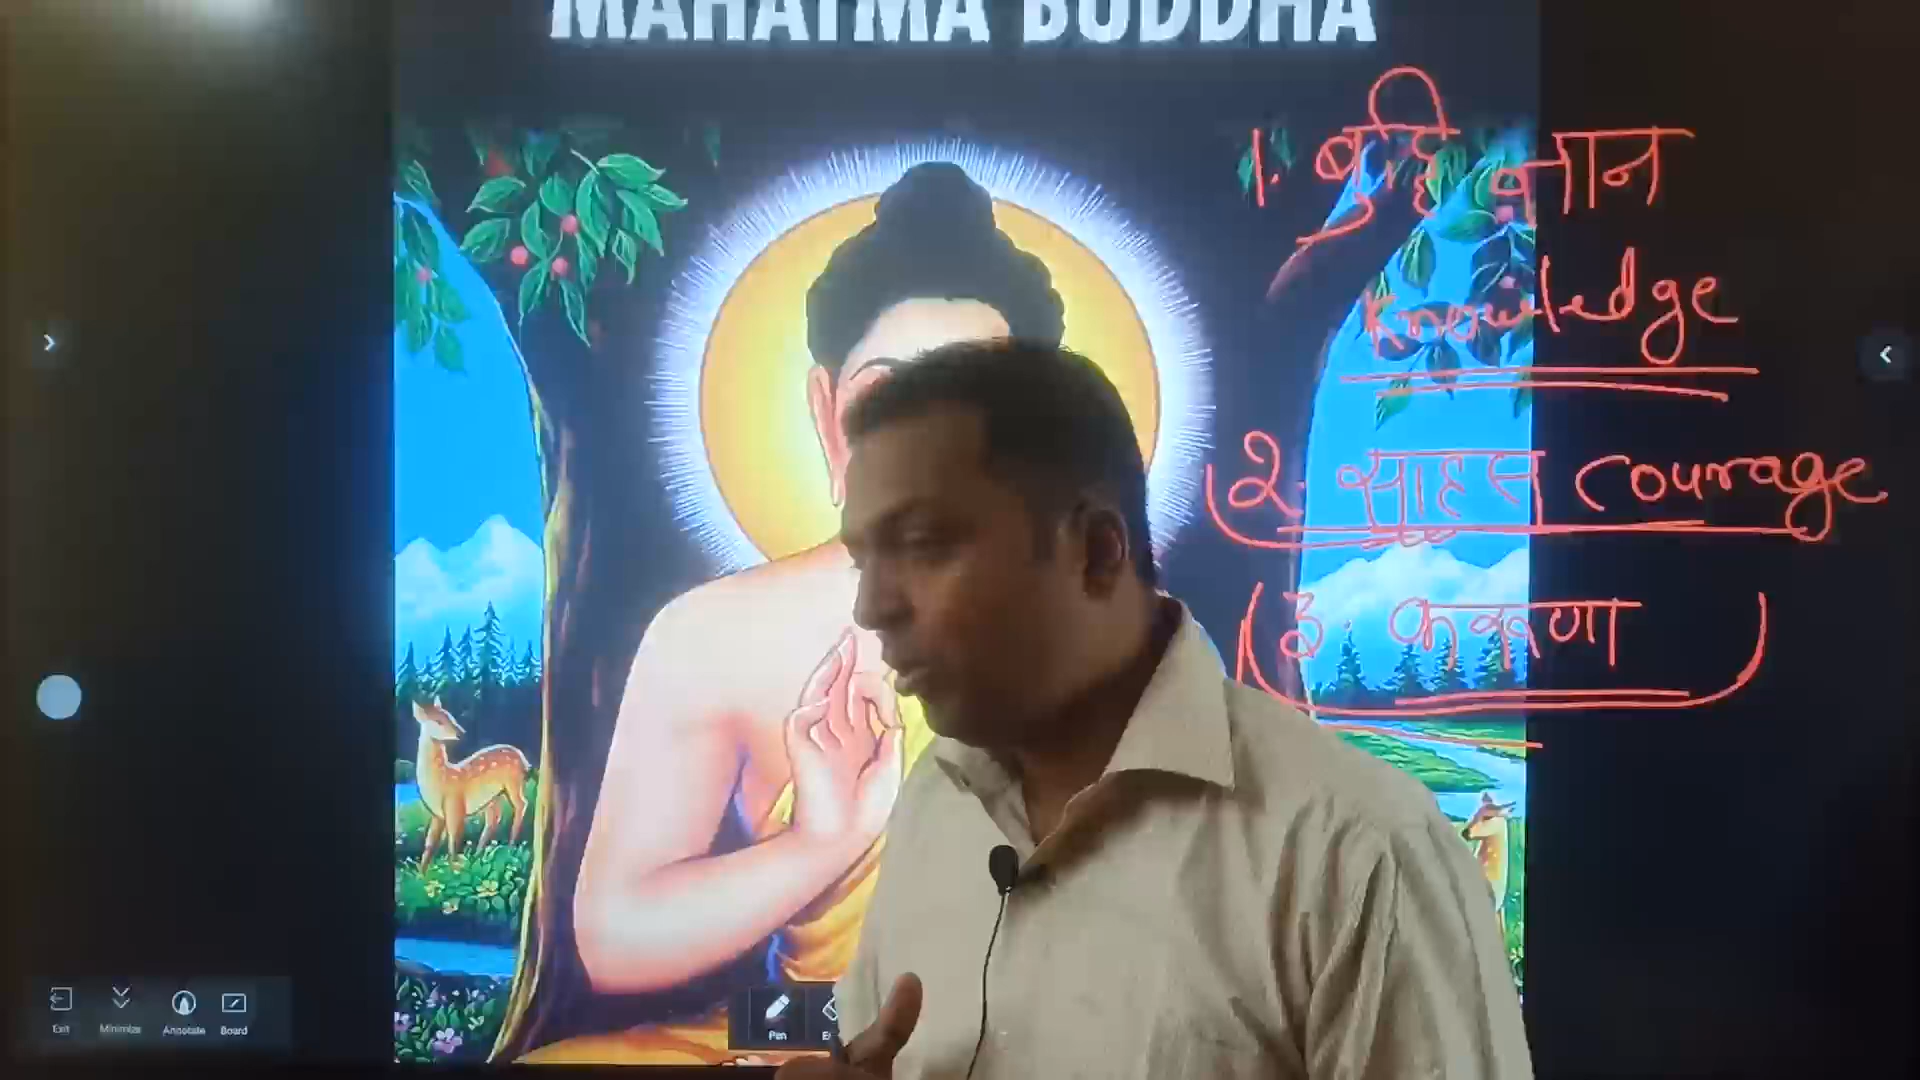 MAHATMA BUDDHA
1. बुद्धि ज्ञान
Knowledge
2. साहस courage
3. करूणा
Exit
Minimize
Annotate
Board
Pen